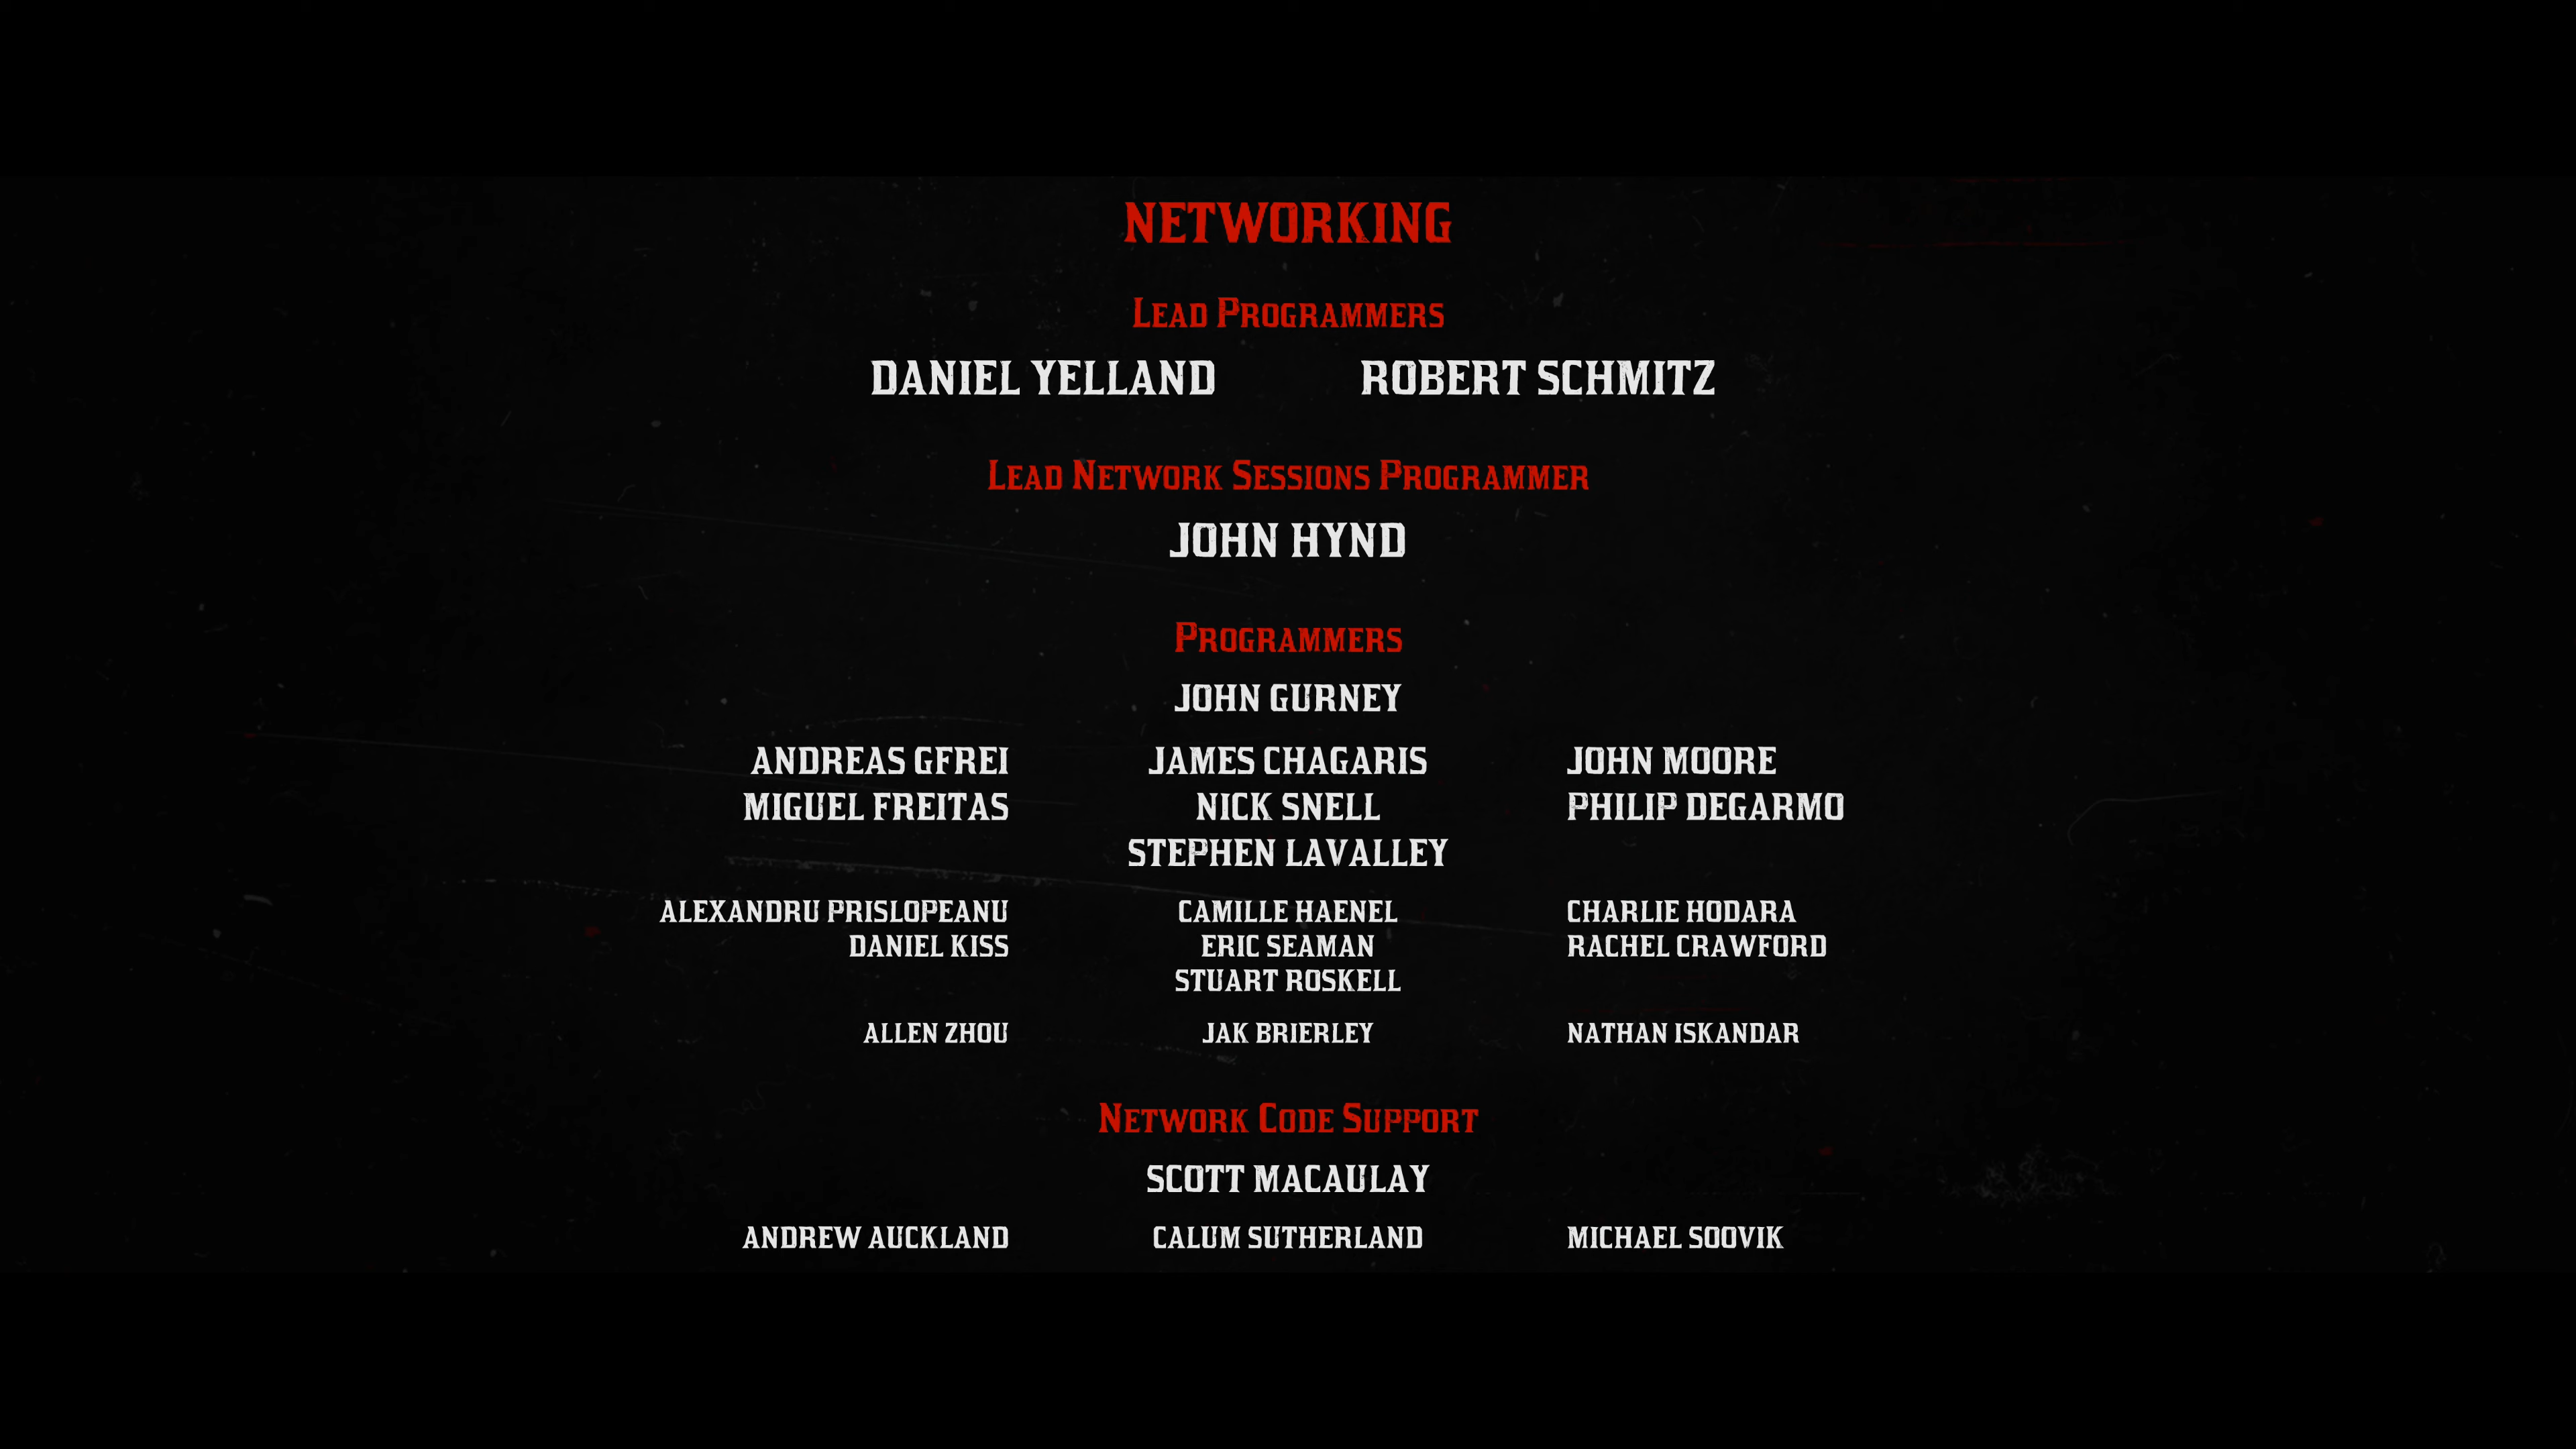 NETWORKING
LEAD PROGRAMMERS
DANIEL YELLAND ROBERT SCHMITZ
LEAD NETWORK SESSIONS PROGRAMMER
JOHN HYND
PROGRAMMERS
JOHN GURNEY
ANDREAS GFREI JAMES CHAGARIS JOHN MOORE
MIGUEL FREITAS NICK SNELL PHILIP DEGARMO
STEPHEN LAVALLEY
ALEXANDRU PRISLOPEANU CAMILLE HAENEL CHARLIE HODARA
DANIEL KISS ERIC SEAMAN RACHEL CRAWFORD
STUART ROSKELL
ALLEN ZHOU JAK BRIERLEY NATHAN ISKANDAR
NETWORK CODE SUPPORT
SCOTT MACAULAY
ANDREW AUCKLAND CALUM SUTHERLAND MICHAEL SOOVIK